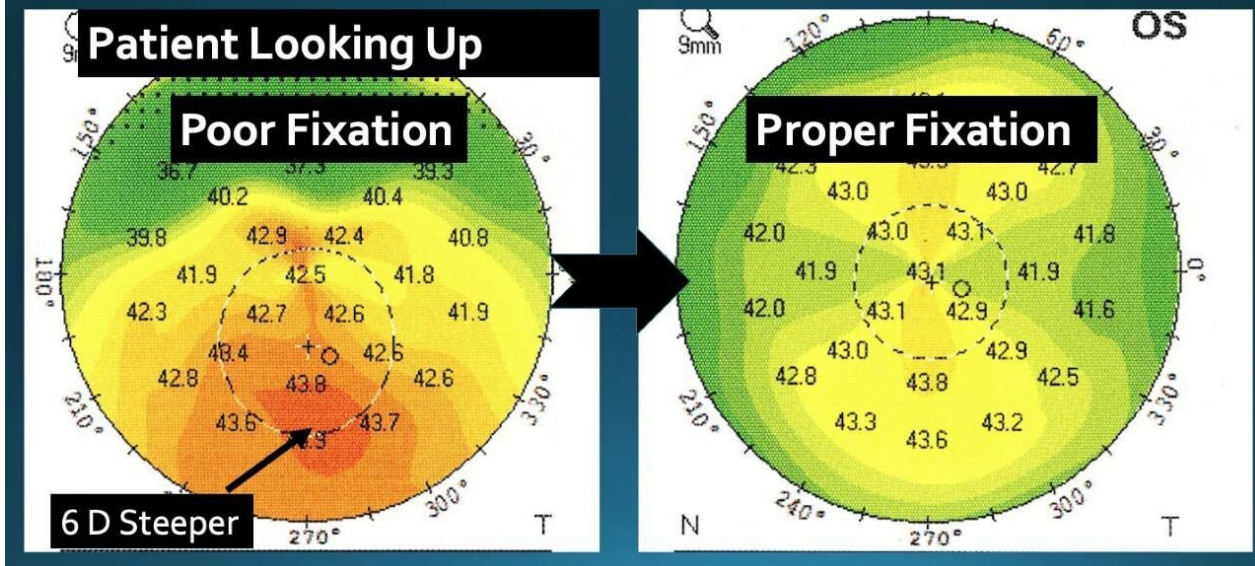 Patient Looking Up
Poor Fixation
9mm
150°
30°
36.7 37.3 39.3
40.2 40.4
39.8 42.9 42.4 40.8
180°
41.9 42.5 41.8
42.3 42.7 42.6 41.9
43.4 42.6
42.8 43.8 42.6
210° 330°
43.6 43.7
6 D Steeper
300°
270°
T
OS
9mm
120° 60°
Proper Fixation
150° 30°
42.3 42.7
43.0 43.0
42.0 43.0 43.1 41.8
41.9 43.1 41.9
0°
42.0 43.1 42.9 41.6
43.0 42.9
42.8 43.8 42.5
210° 330°
43.3 43.6 43.2
240° 300°
N 270° T